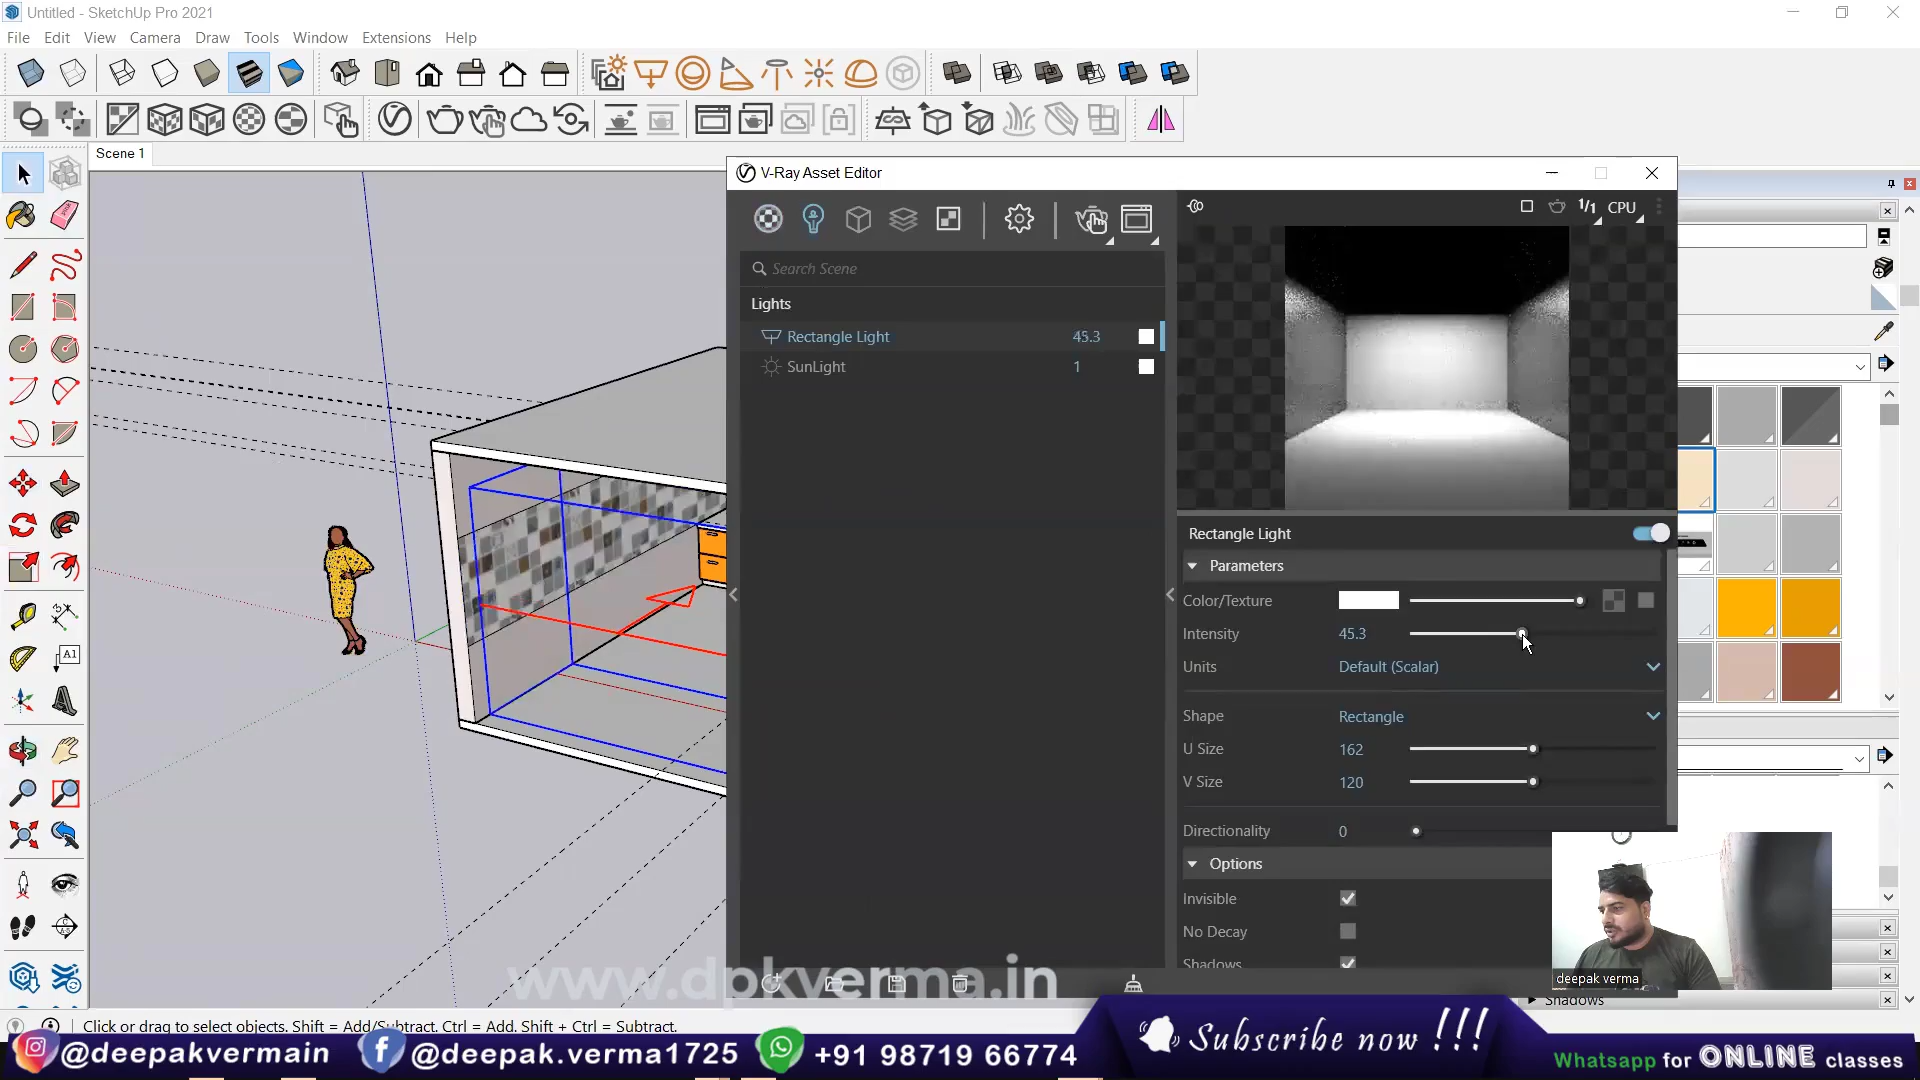 Untitled - SketchUp Pro 2021
File Edit View Camera Draw Tools Window Extensions Help
Scene 1
V-Ray Asset Editor
1/1 CPU
Search Scene
Lights
Rectangle Light 45.3
SunLight 1
Rectangle Light
Parameters
Color/Texture
Intensity 45.3
Units Default (Scalar)
Shape Rectangle
U Size 162
V Size 120
Directionality 0
Options
Invisible
No Decay
Shadows
A1
deepak verma
www.dpkverma.in
Shadows
Click or drag to select objects. Shift = Add/Subtract. Ctrl = Add. Shift + Ctrl = Subtract.
@deepakvermain @deepak.verma1725 +91 98719 66774
Subscribe now !!!
Whatsapp for ONLINE classes